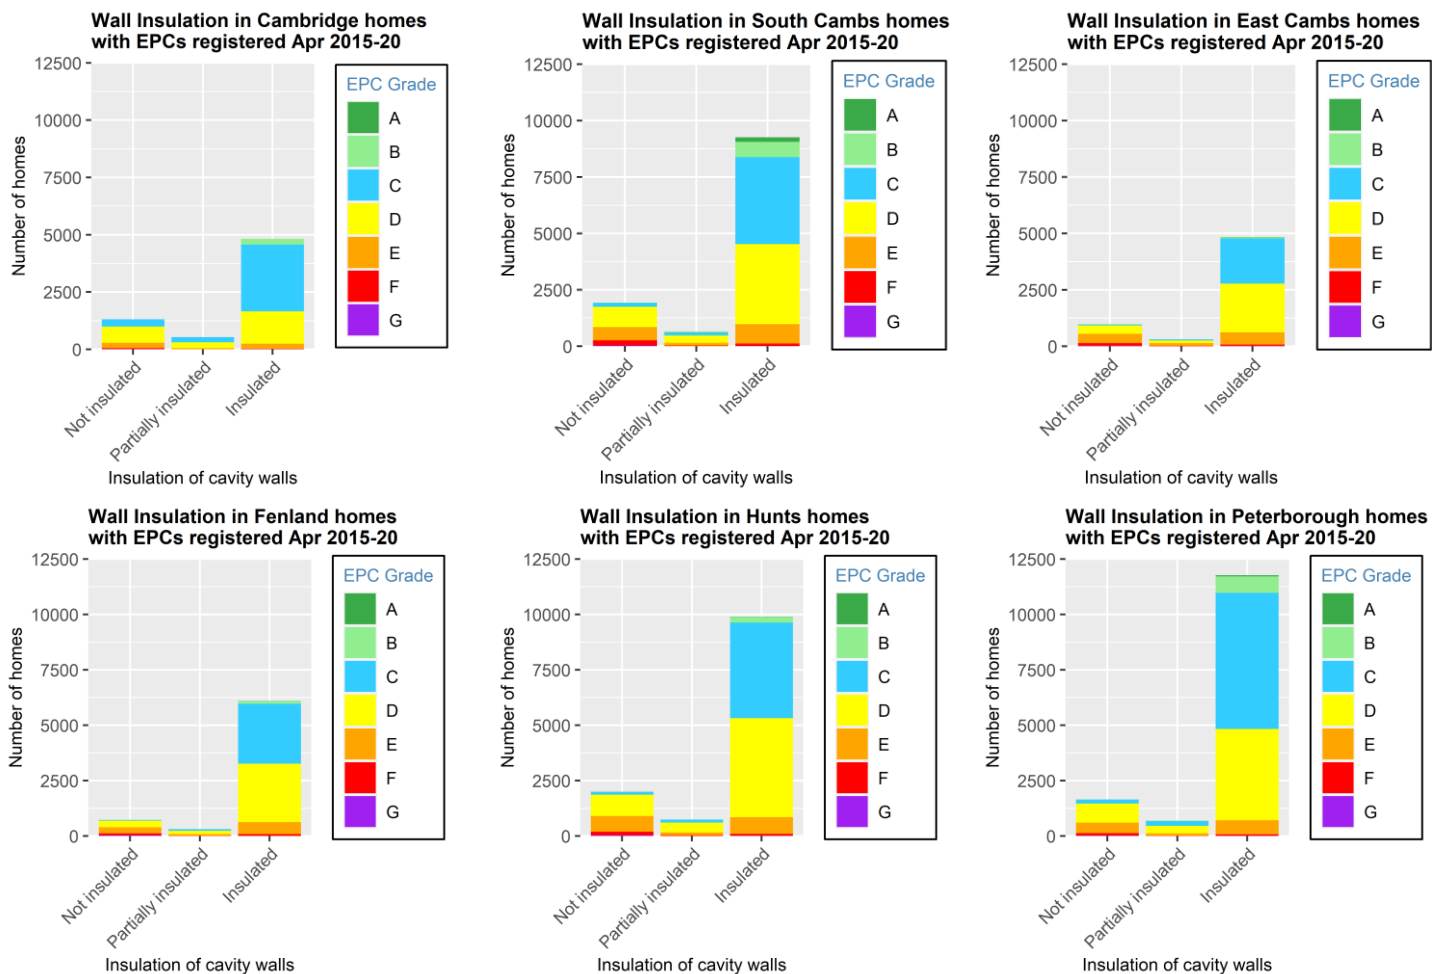 Wall Insulation in Cambridge homes
with EPCs registered Apr 2015-20
12500
10000
7500
5000
2500
0
Number of homes
Not insulated
Partially insulated
Insulated
Insulation of cavity walls
EPC Grade
A
B
C
D
E
F
G
Wall Insulation in South Cambs homes
with EPCs registered Apr 2015-20
12500
10000
7500
5000
2500
0
Number of homes
Not insulated
Partially insulated
Insulated
Insulation of cavity walls
EPC Grade
A
B
C
D
E
F
G
Wall Insulation in East Cambs homes
with EPCs registered Apr 2015-20
12500
10000
7500
5000
2500
0
Number of homes
Not insulated
Partially insulated
Insulated
Insulation of cavity walls
EPC Grade
A
B
C
D
E
F
G
Wall Insulation in Fenland homes
with EPCs registered Apr 2015-20
12500
10000
7500
5000
2500
0
Number of homes
Not insulated
Partially insulated
Insulated
Insulation of cavity walls
EPC Grade
A
B
C
D
E
F
G
Wall Insulation in Hunts homes
with EPCs registered Apr 2015-20
12500
10000
7500
5000
2500
0
Number of homes
Not insulated
Partially insulated
Insulated
Insulation of cavity walls
EPC Grade
A
B
C
D
E
F
G
Wall Insulation in Peterborough homes
with EPCs registered Apr 2015-20
12500
10000
7500
5000
2500
0
Number of homes
Not insulated
Partially insulated
Insulated
Insulation of cavity walls
EPC Grade
A
B
C
D
E
F
G